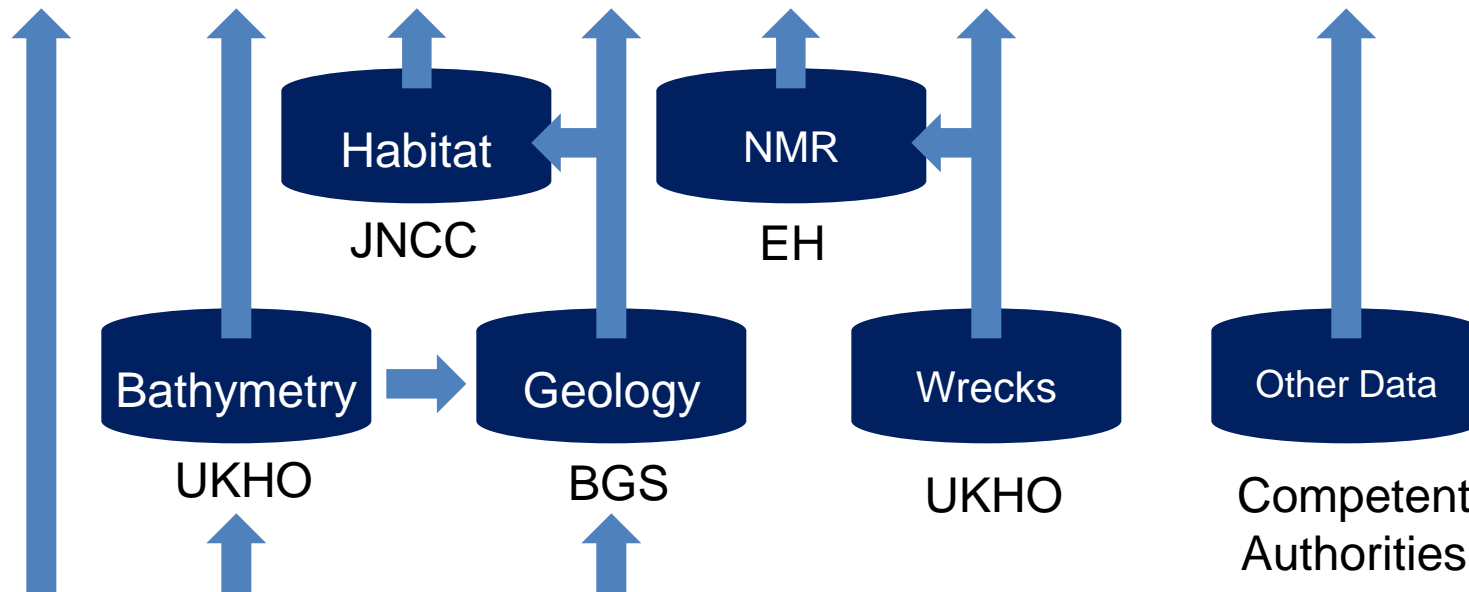 Habitat
NMR
JNCC
EH
Bathymetry
Geology
Wrecks
Other Data
UKHO
BGS
UKHO
Competent
Authorities